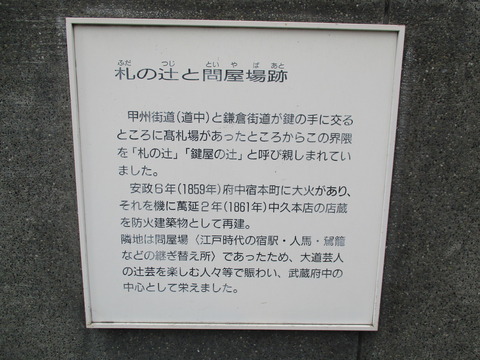 ふだ つじ といやばあと
札の辻と問屋場跡
甲州街道(道中)と鎌倉街道が鍵の手に交る
ところに髙札場があったところからこの界隈
を「札の辻」「鍵屋の辻」と呼び親しまれてい
ました。
安政6年(1859年)府中宿本町に大火があり、
それを機に萬延2年(1861年)中久本店の店蔵
を防火建築物として再建。
隣地は問屋場〈江戸時代の宿駅・人馬・駕籠
などの継ぎ替え所〉であったため、大道芸人
の辻芸を楽しむ人々等で賑わい、武蔵府中の
中心として栄えました。